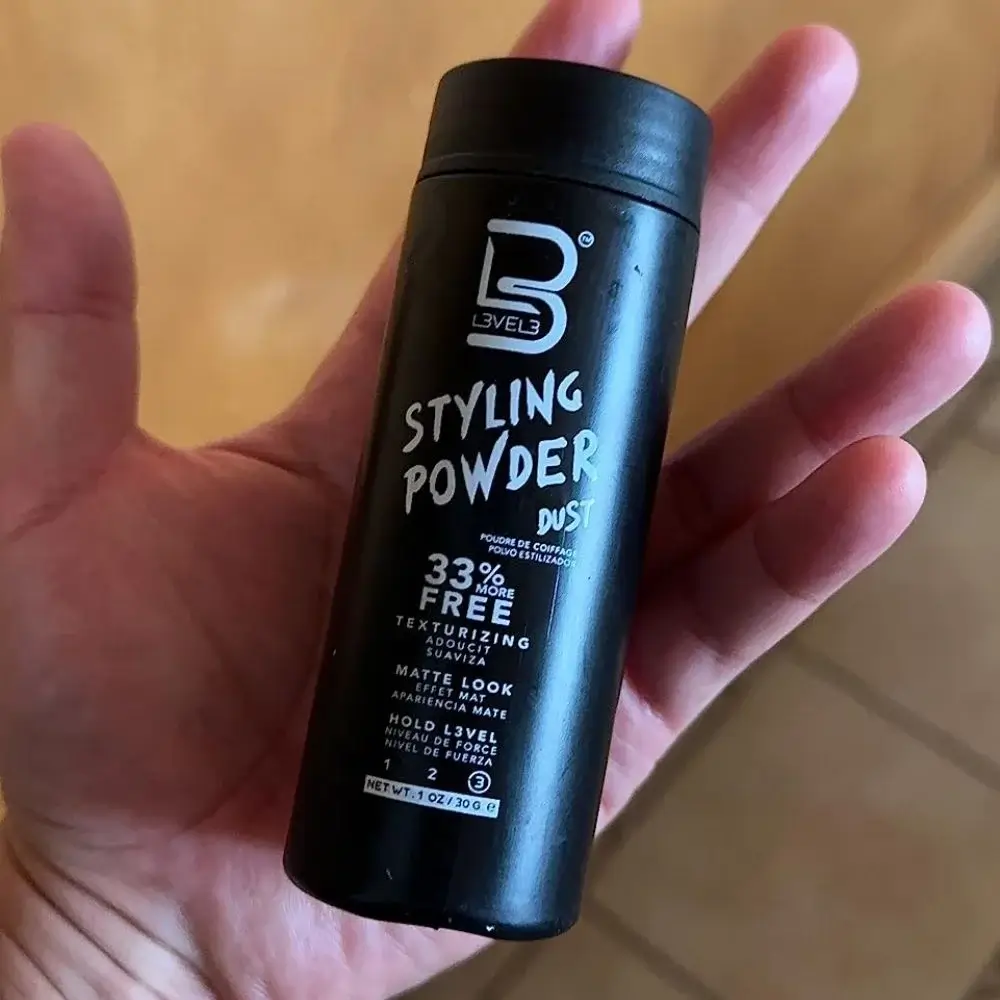 ™
L3VEL3
STYLING
POWDER
DUST
POUDRE DE COIFFAGE
POLVO ESTILIZADOR
33%
MORE
FREE
TEXTURIZING
ADOUCIT
SUAVIZA
MATTE LOOK
EFFET MAT
APARIENCIA MATE
HOLD L3VEL
NIVEAU DE FORCE
NIVEL DE FUERZA
1 2 3
NET WT. 1 OZ / 30 G ℮